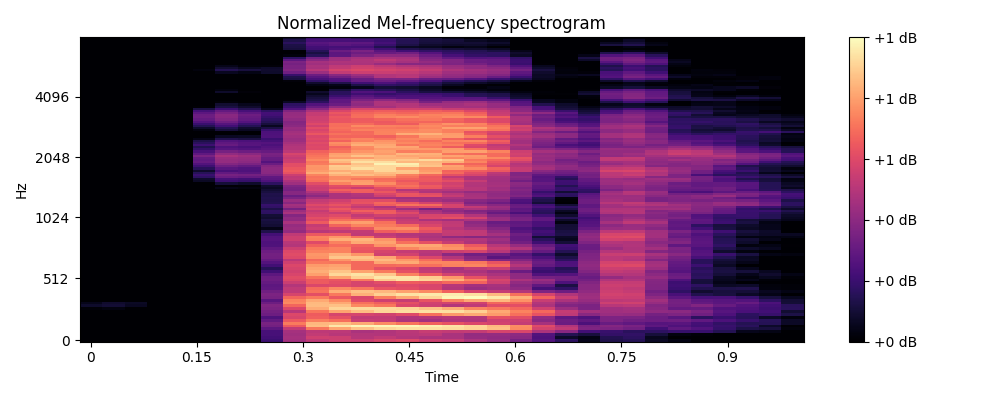 Normalized Mel-frequency spectrogram
Hz
4096
2048
1024
512
0
0 0.15 0.3 0.45 0.6 0.75 0.9
Time
+1 dB
+1 dB
+1 dB
+0 dB
+0 dB
+0 dB